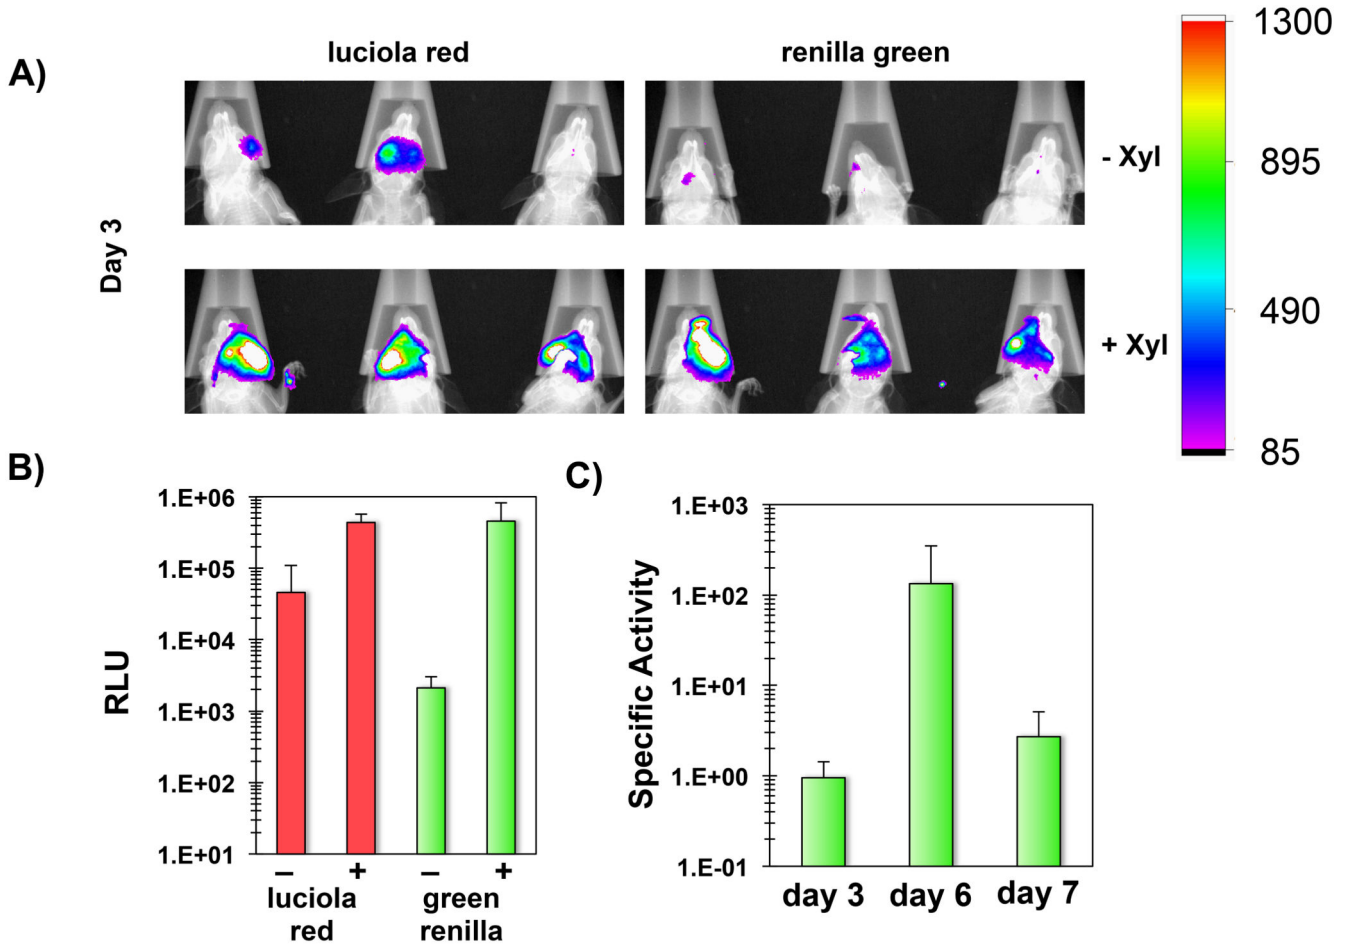 A)
luciola red
renilla green
1300
895
490
85
- Xyl
+ Xyl
Day 3
B)
1.E+06
1.E+05
1.E+04
1.E+03
1.E+02
1.E+01
RLU
– + – +
luciola red
green renilla
C)
1.E+03
1.E+02
1.E+01
1.E+00
1.E-01
Specific Activity
day 3 day 6 day 7